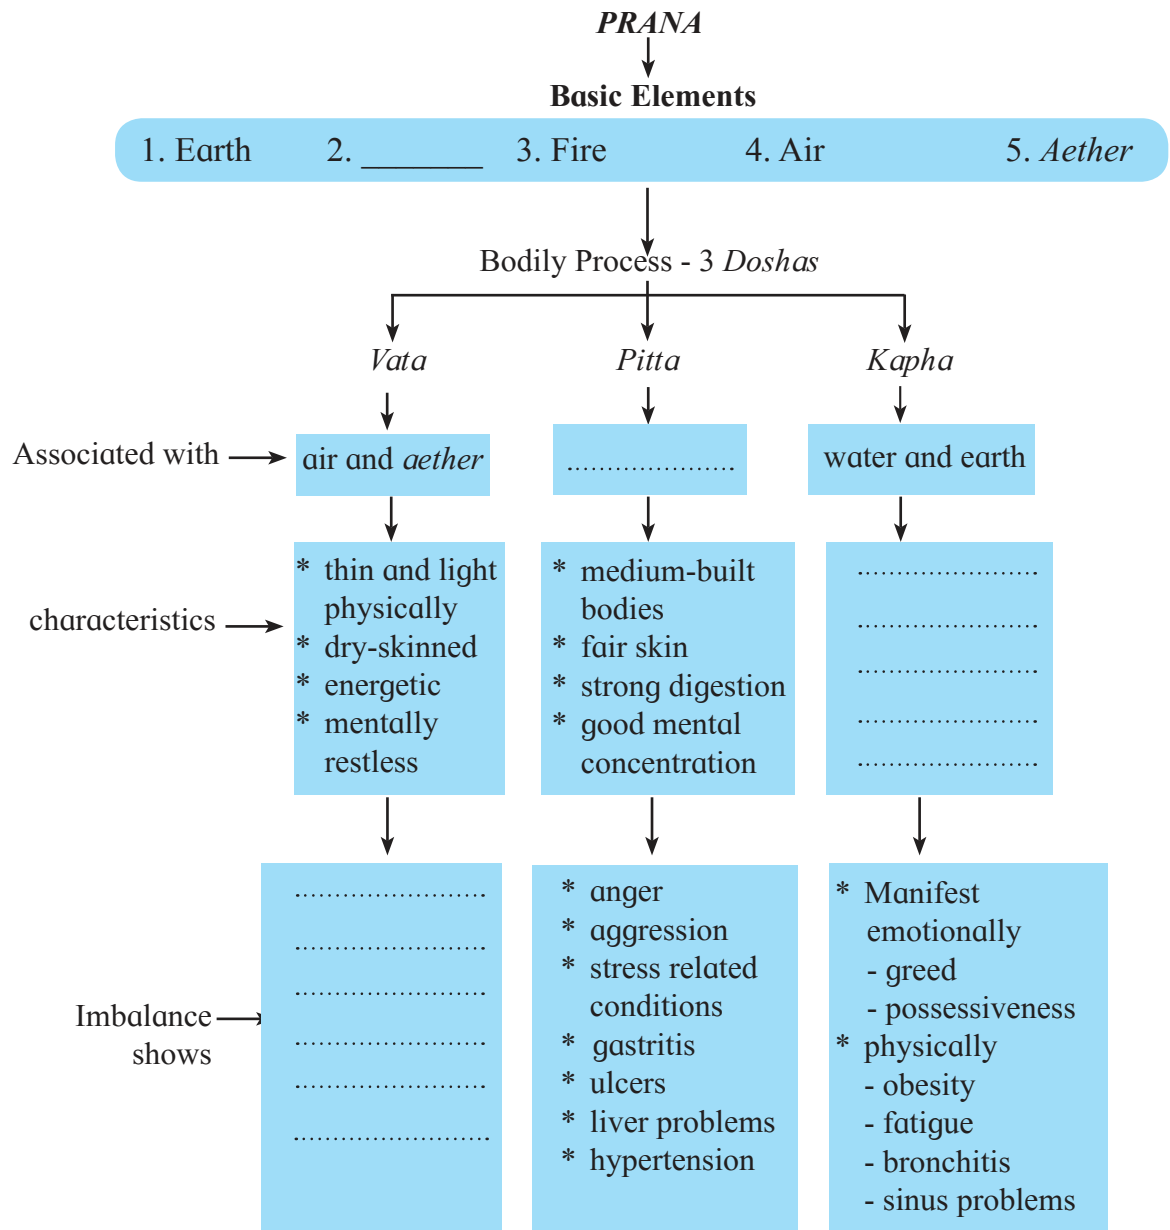 PRANA
Basic Elements
1. Earth 2. _______ 3. Fire 4. Air 5. Aether
Bodily Process - 3 Doshas
Vata Pitta Kapha
Associated with
air and aether
.....................
water and earth
characteristics
* thin and light
physically
* dry-skinned
* energetic
* mentally
restless
* medium-built
bodies
* fair skin
* strong digestion
* good mental
concentration
.......................
.......................
.......................
.......................
.......................
Imbalance
shows
.........................
.........................
.........................
.........................
.........................
.........................
* anger
* aggression
* stress related
conditions
* gastritis
* ulcers
* liver problems
* hypertension
* Manifest
emotionally
- greed
- possessiveness
* physically
- obesity
- fatigue
- bronchitis
- sinus problems